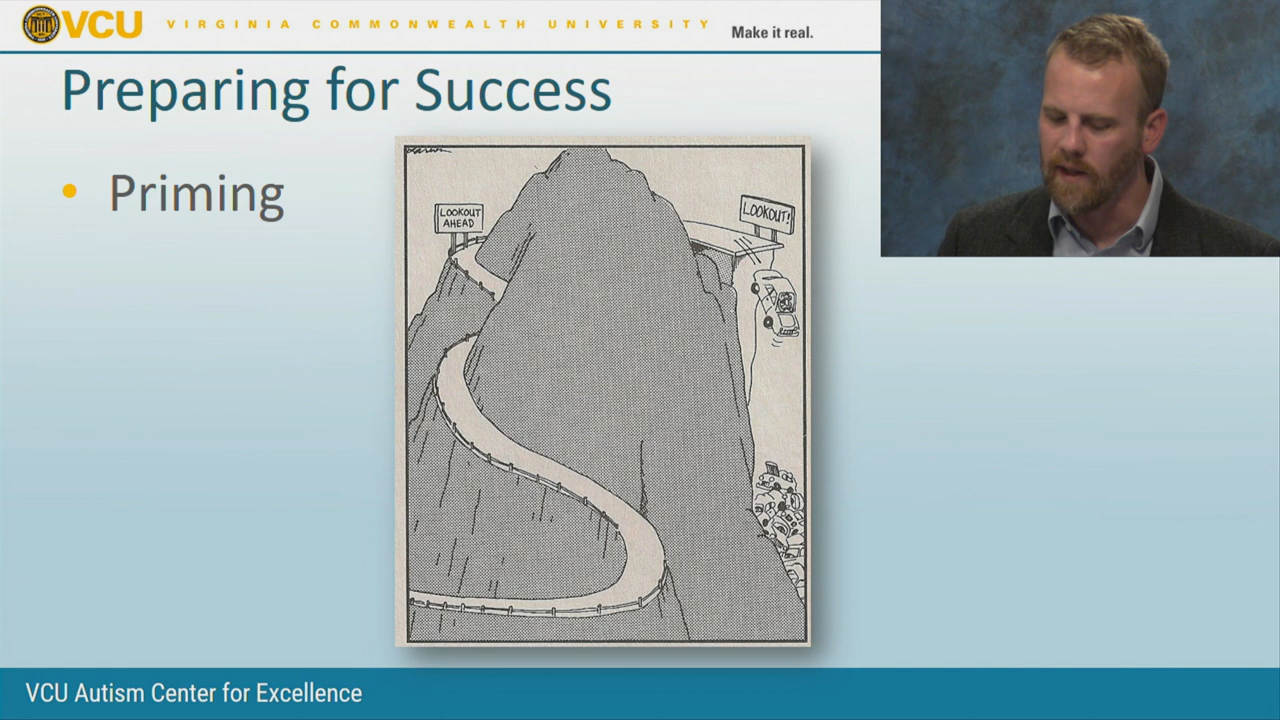 VCU VIRGINIA COMMONWEALTH UNIVERSITY Make it real.
Preparing for Success
• Priming
Larson
LOOKOUT
AHEAD
LOOKOUT!
VCU Autism Center for Excellence